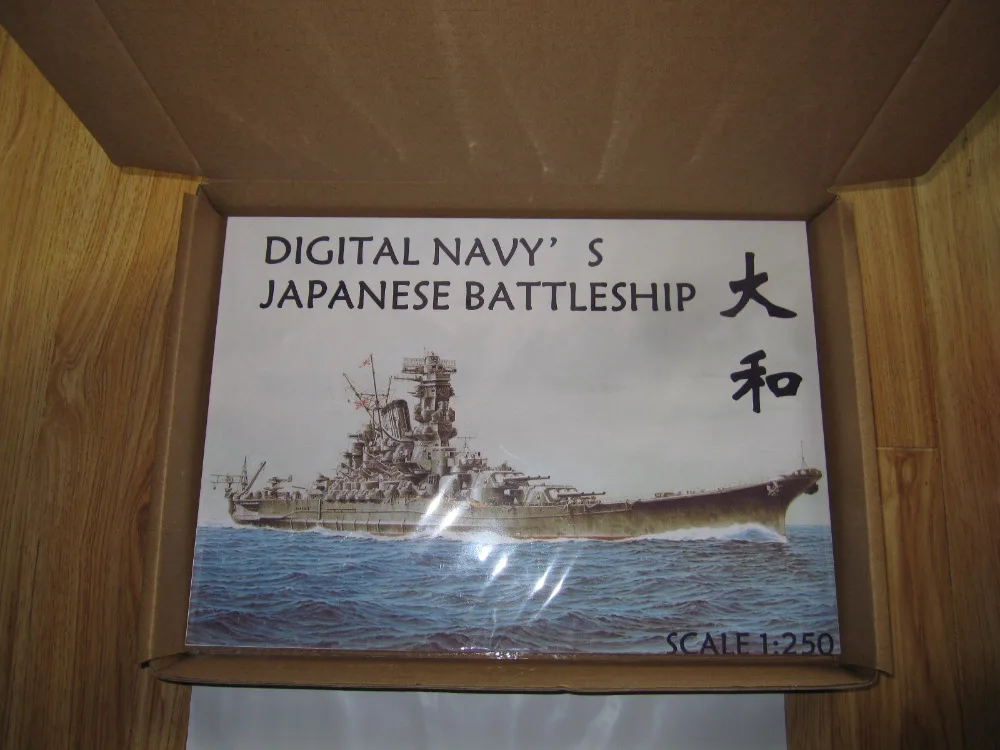 DIGITAL NAVY’ S
JAPANESE BATTLESHIP
大和
SCALE 1:250